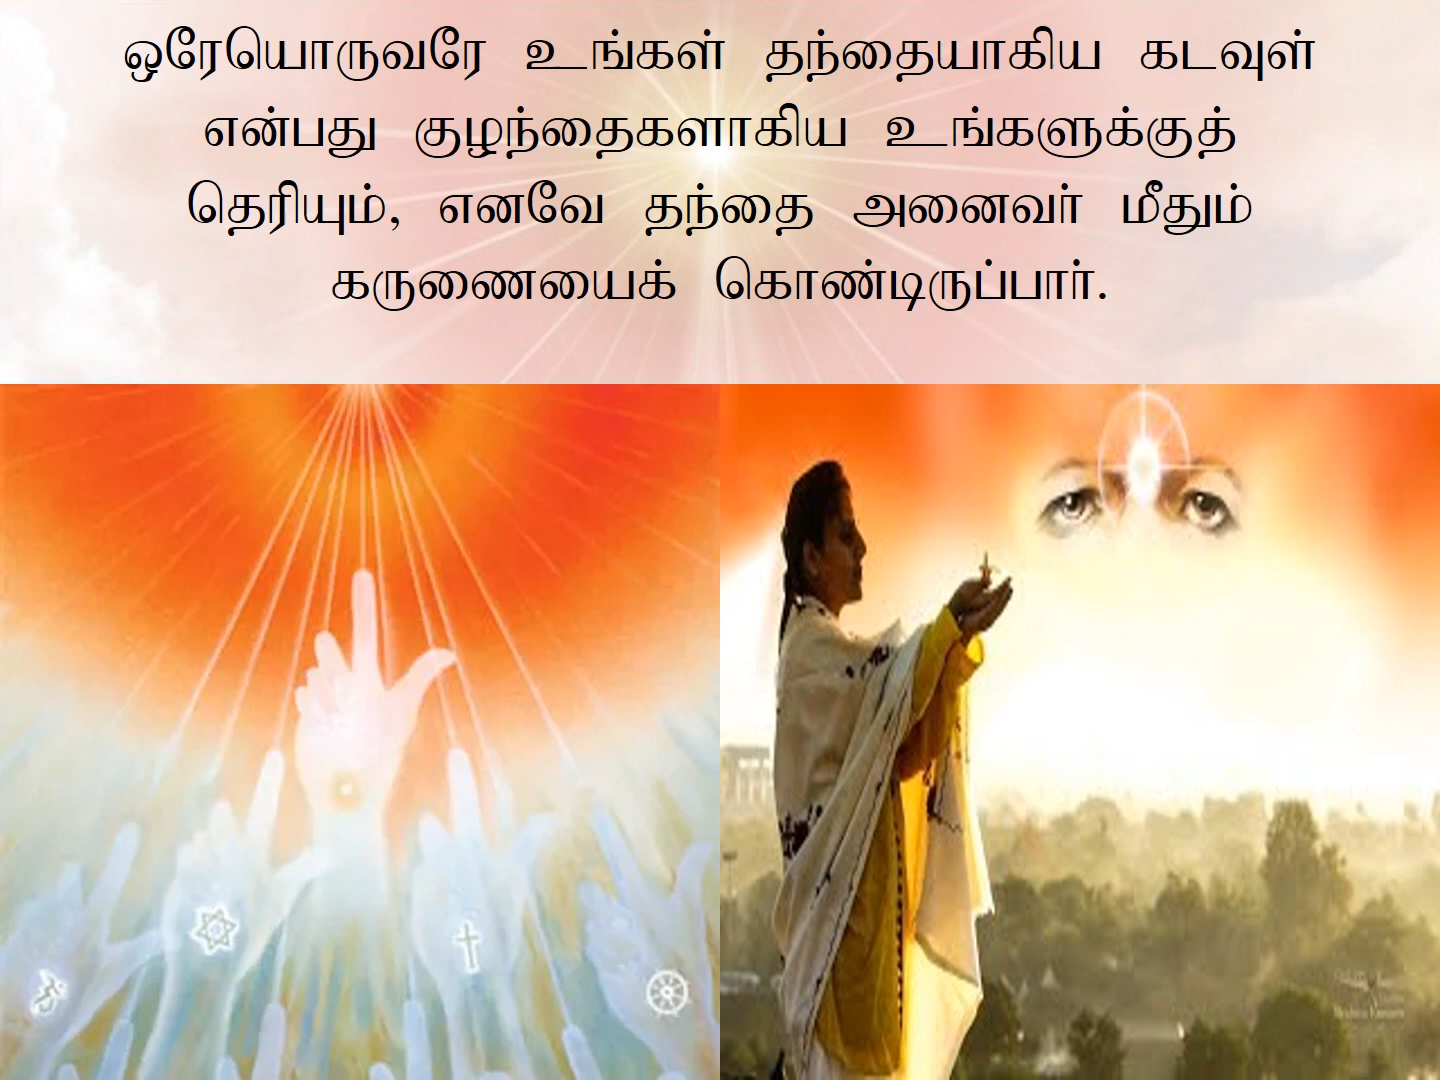 ஒரேயொருவரே உங்கள் தந்தையாகிய கடவுள்
என்பது குழந்தைகளாகிய உங்களுக்குத்
தெரியும், எனவே தந்தை அனைவர் மீதும்
கருணையைக் கொண்டிருப்பார்.